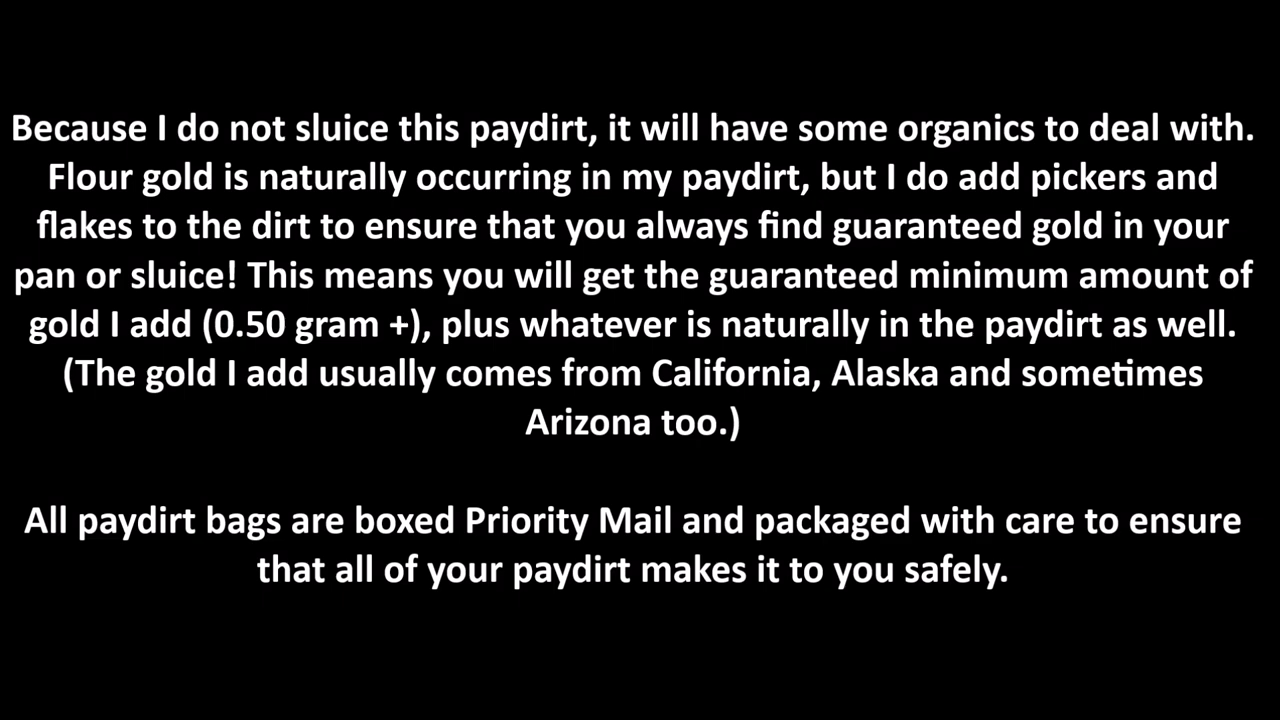 Because I do not sluice this paydirt, it will have some organics to deal with.
Flour gold is naturally occurring in my paydirt, but I do add pickers and
flakes to the dirt to ensure that you always find guaranteed gold in your
pan or sluice! This means you will get the guaranteed minimum amount of
gold I add (0.50 gram +), plus whatever is naturally in the paydirt as well.
(The gold I add usually comes from California, Alaska and sometimes
Arizona too.)
All paydirt bags are boxed Priority Mail and packaged with care to ensure
that all of your paydirt makes it to you safely.